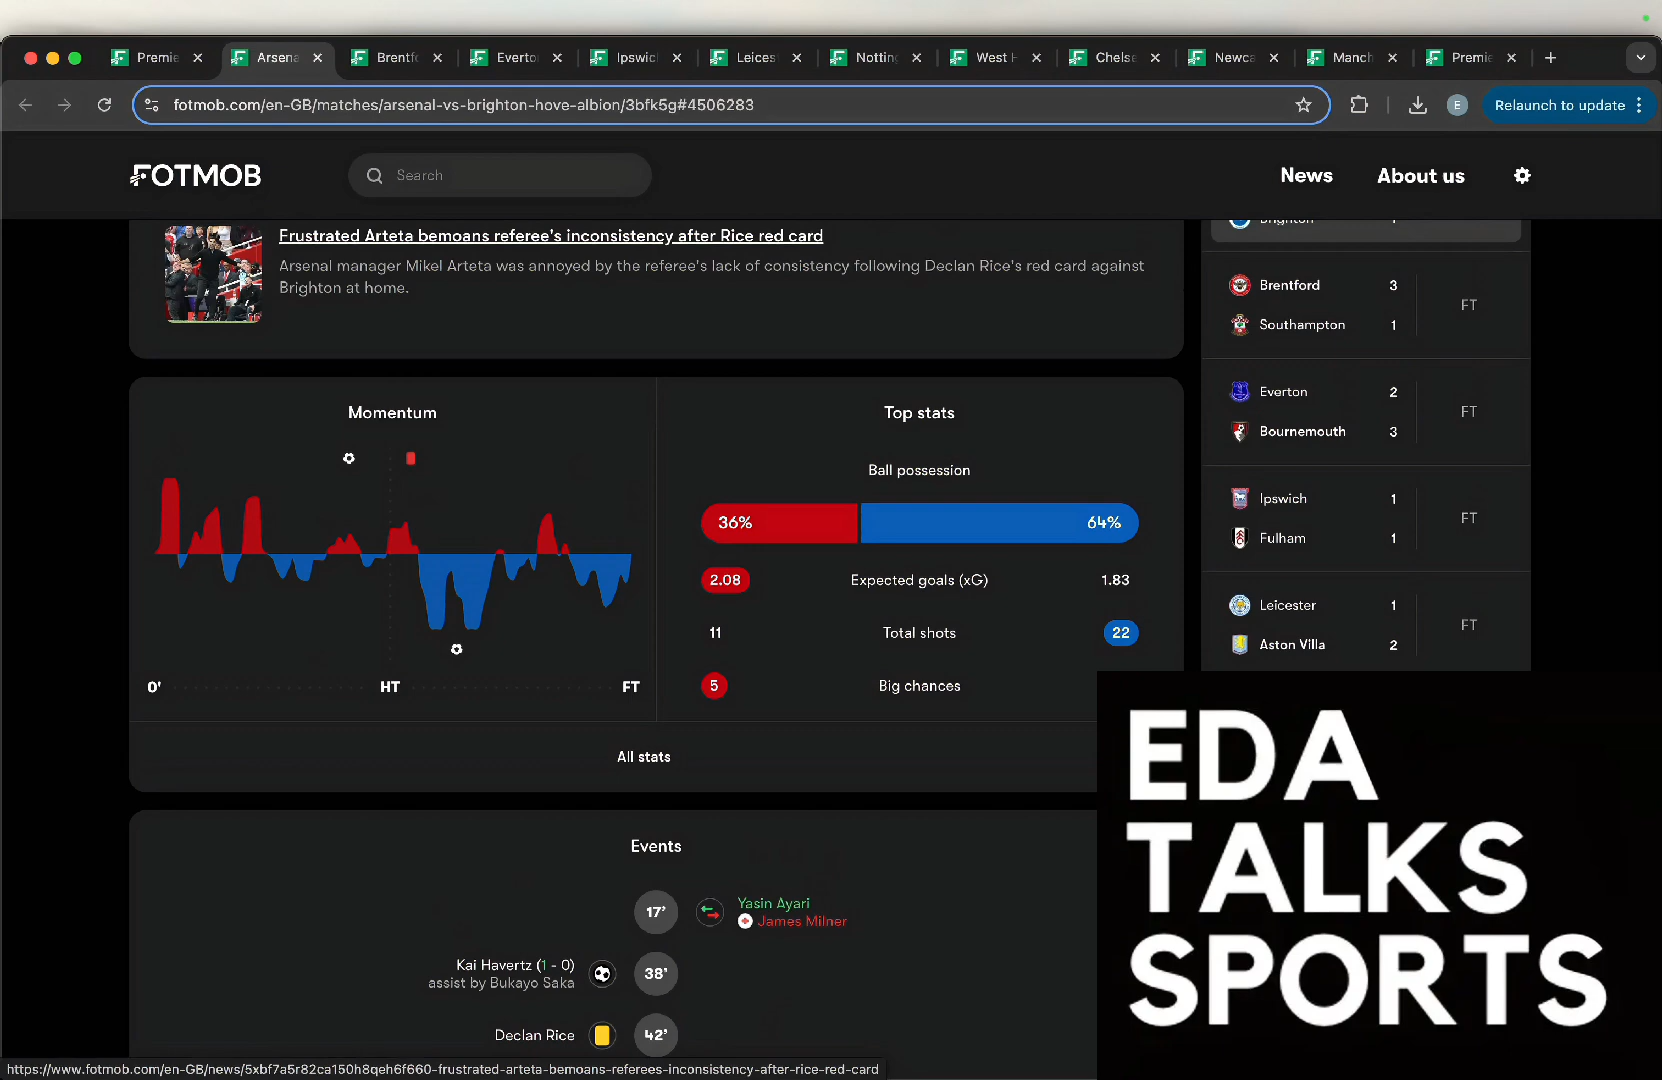 Premie
Arsena
Brentfo
Everto
Ipswic
Leices
Notting
West H
Chelse
Newca
Manch
Premie
fotmob.com/en-GB/matches/arsenal-vs-brighton-hove-albion/3bfk5g#4506283
E
Relaunch to update
FOTMOB
Search
News
About us
Frustrated Arteta bemoans referee's inconsistency after Rice red card
Arsenal manager Mikel Arteta was annoyed by the referee's lack of consistency following Declan Rice's red card against
Brighton at home.
Brighton 1
Brentford 3
FT
Southampton 1
Everton 2
FT
Bournemouth 3
Ipswich 1
FT
Fulham 1
Leicester 1
FT
Aston Villa 2
Momentum
0' HT FT
Top stats
Ball possession
36% 64%
2.08 Expected goals (xG) 1.83
11 Total shots 22
5 Big chances
All stats
Events
17'
Yasin Ayari
James Milner
Kai Havertz (1 - 0)
assist by Bukayo Saka
38'
Declan Rice
42'
EDA
TALKS
SPORTS
https://www.fotmob.com/en-GB/news/5xbf7a5r82ca150h8qeh6f660-frustrated-arteta-bemoans-referees-inconsistency-after-rice-red-card